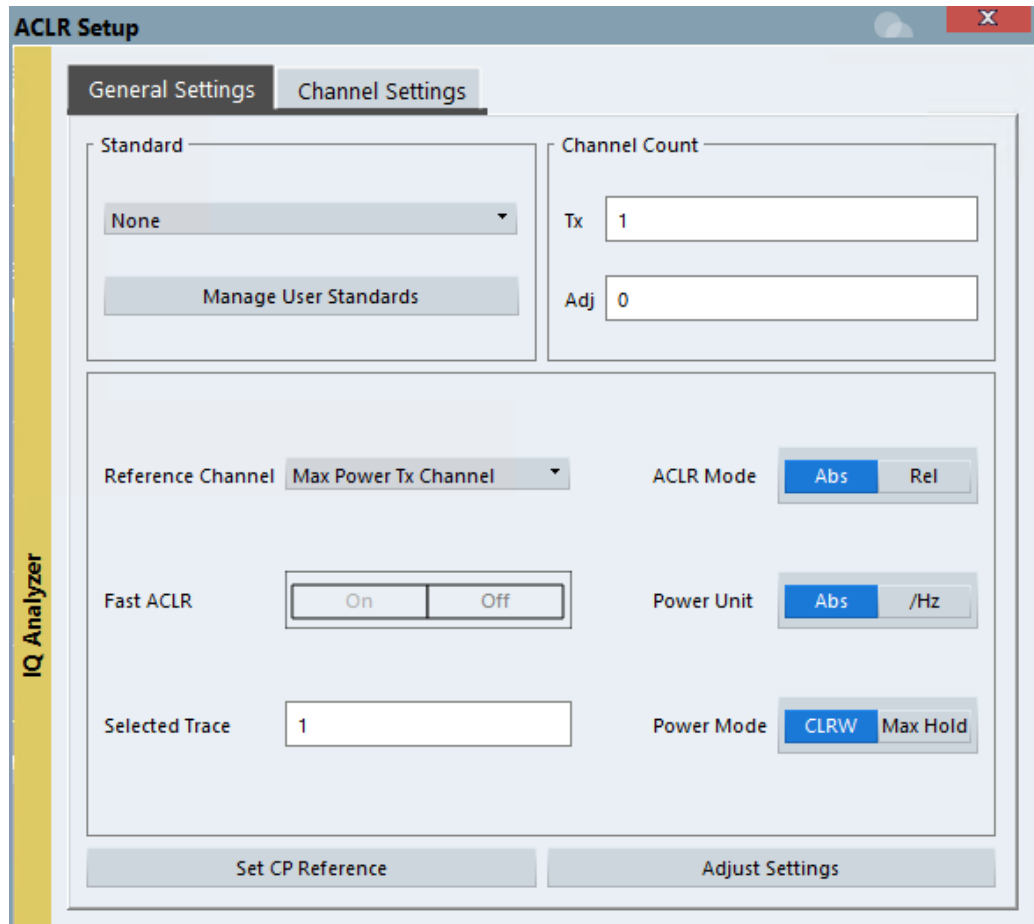 ACLR Setup
X
General Settings
Channel Settings
Standard
None
Manage User Standards
Channel Count
Tx 1
Adj 0
Reference Channel Max Power Tx Channel
ACLR Mode Abs Rel
Fast ACLR On Off
Power Unit Abs /Hz
Selected Trace 1
Power Mode CLRW Max Hold
Set CP Reference
Adjust Settings
IQ Analyzer